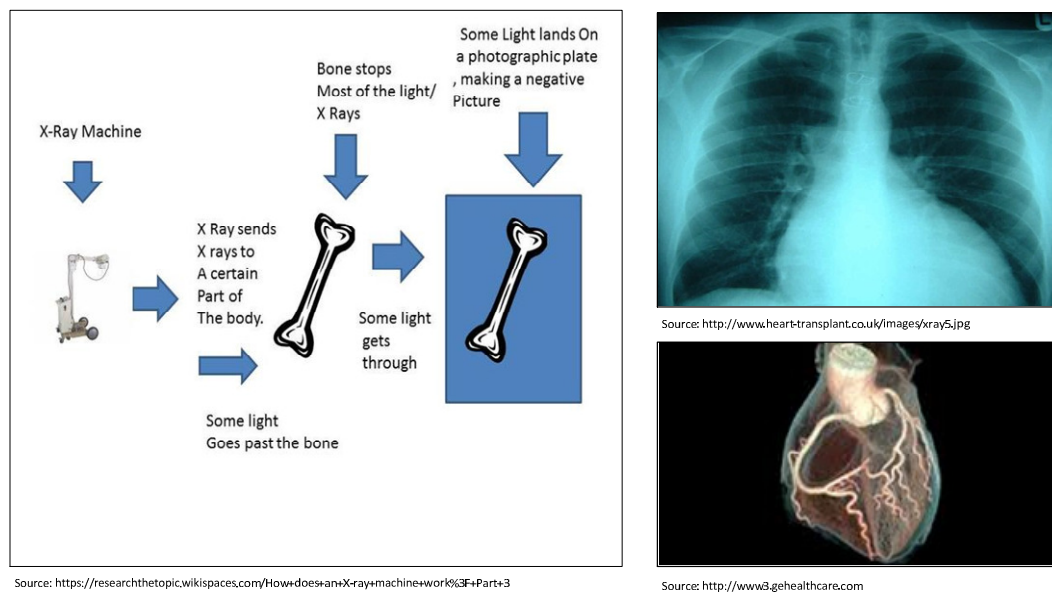 X-Ray Machine
Bone stops
Most of the light/
X Rays
Some Light lands On
a photographic plate
, making a negative
Picture
X Ray sends
X rays to
A certain
Part of
The body.
Some light
gets
through
Some light
Goes past the bone
Source: https://researchthetopic.wikispaces.com/How+does+an+X-ray+machine+work%3F+Part+3
Source: http://www.heart-transplant.co.uk/images/xray5.jpg
Source: http://www3.gehealthcare.com